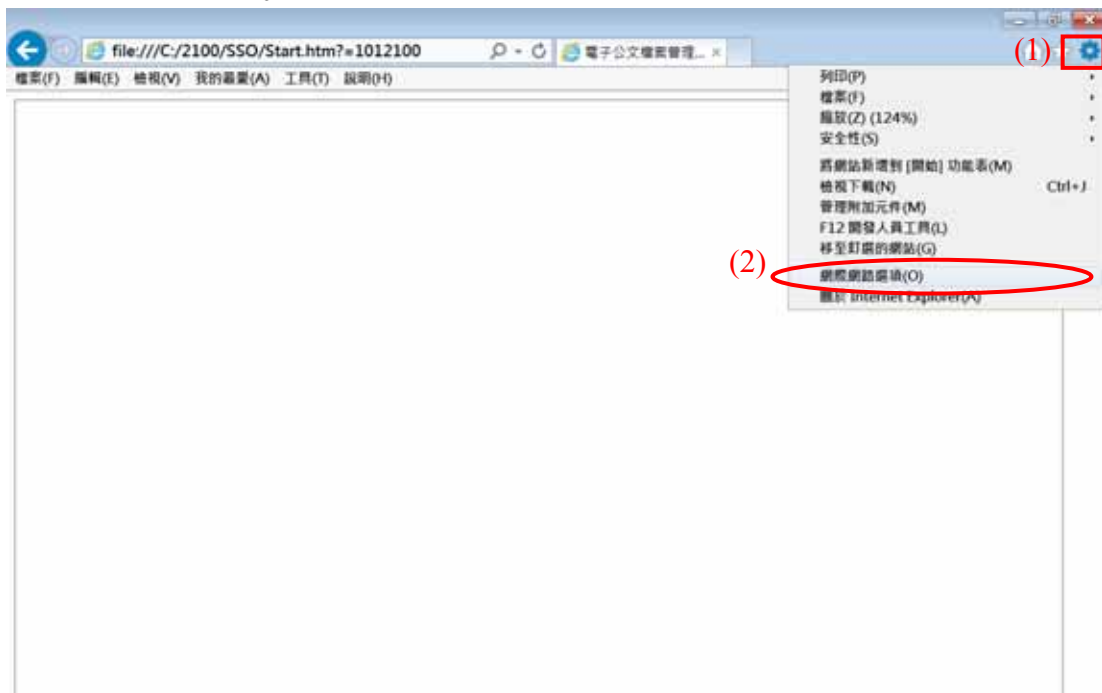 file:///C:/2100/SSO/Start.htm?=1012100
電子公文檔案管理...
(1)
檔案(F) 編輯(E) 檢視(V) 我的最愛(A) 工具(T) 說明(H)
列印(P)
檔案(F)
縮放(Z) (124%)
安全性(S)
將網站新增到 [開始] 功能表(M)
檢視下載(N) Ctrl+J
管理附加元件(M)
F12 開發人員工具(L)
移至釘選的網站(G)
(2)
網際網路選項(O)
關於 Internet Explorer(A)